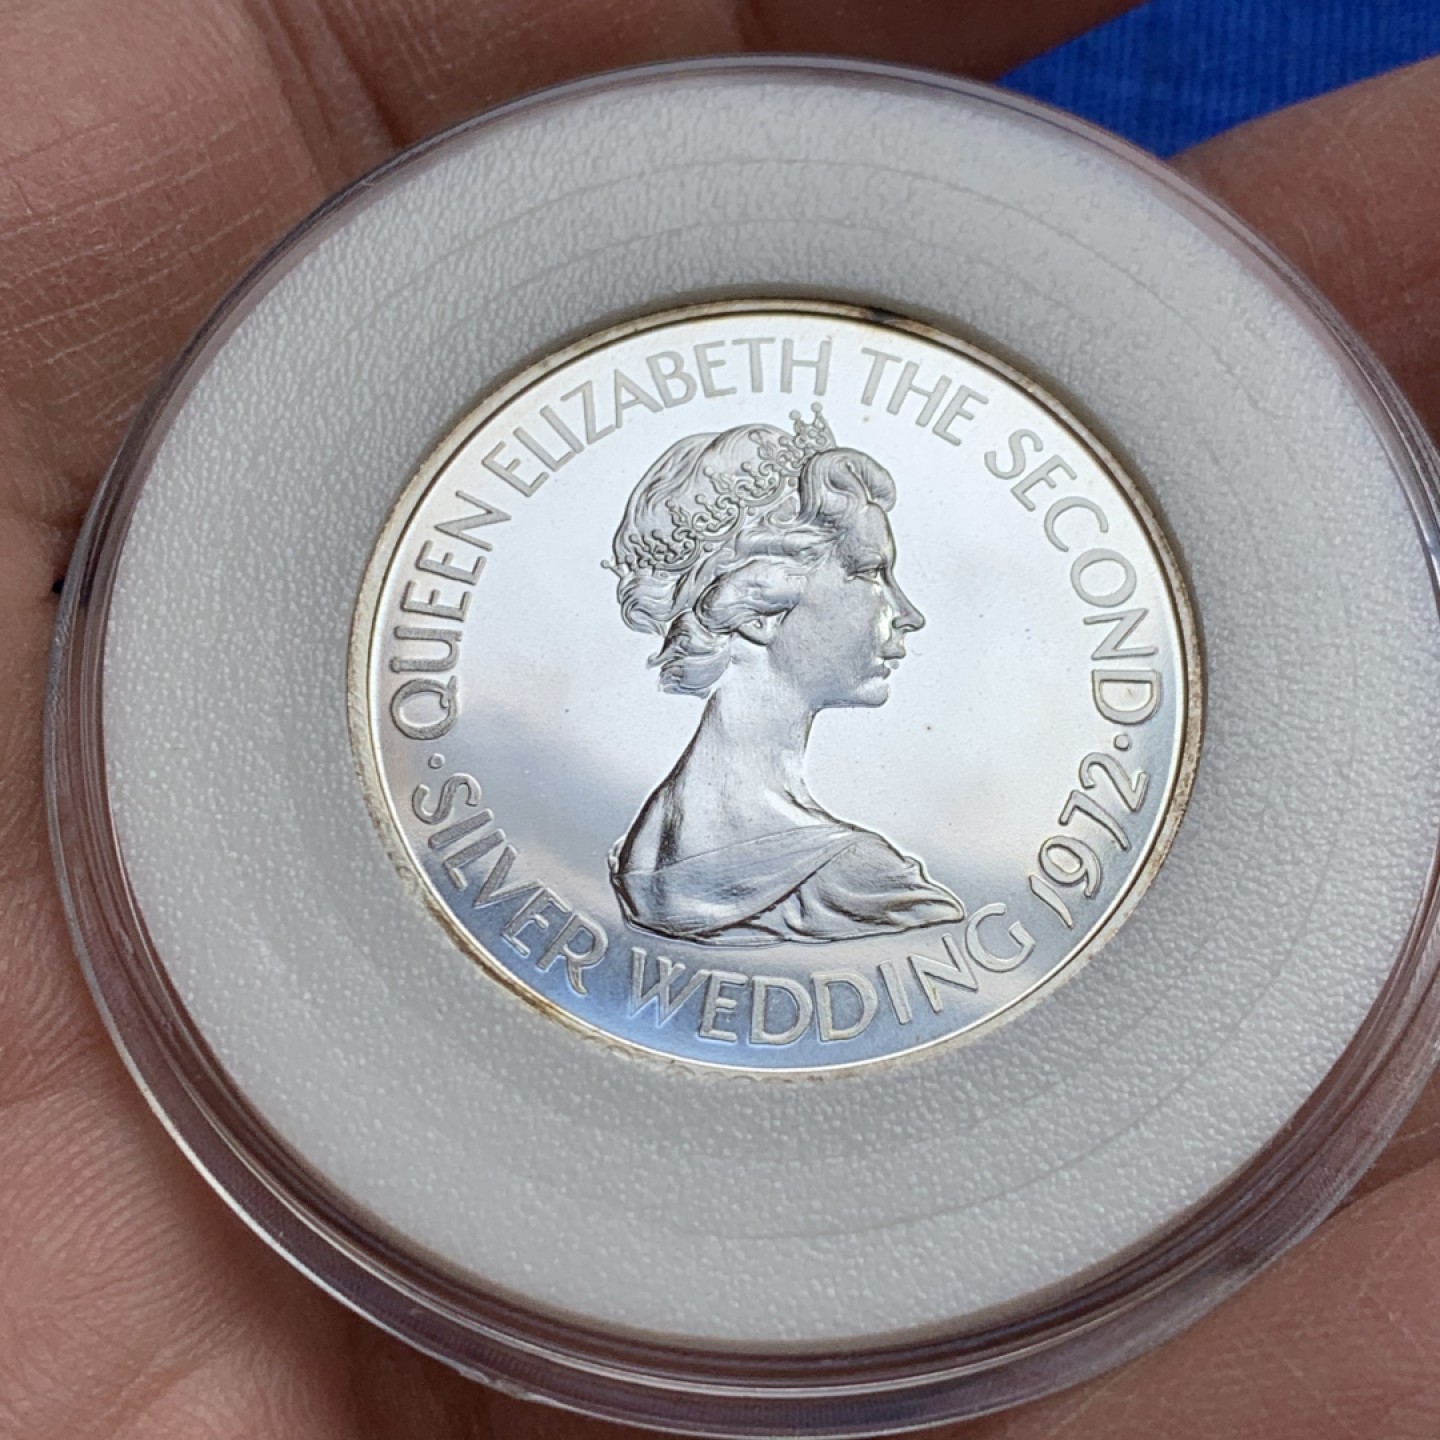 QUEEN ELIZABETH THE SECOND·
SILVER WEDDING 1972·